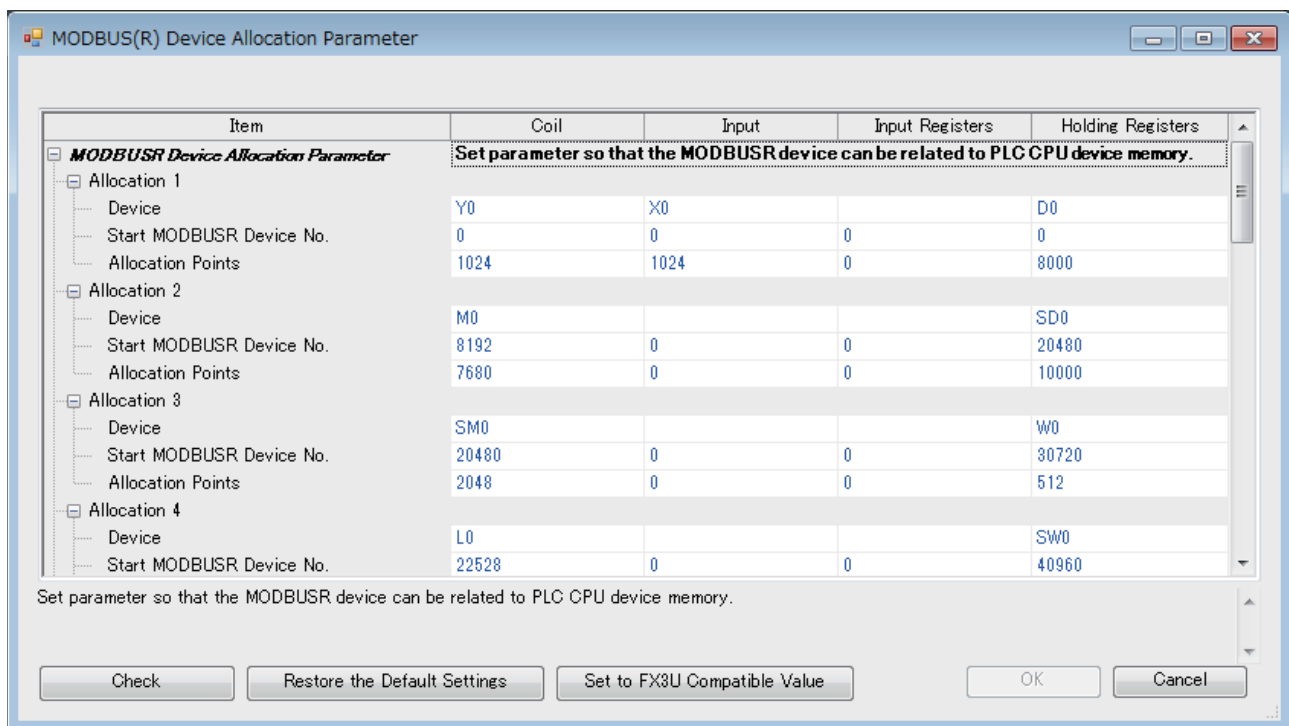 MODBUS(R) Device Allocation Parameter
Item Coil Input Input Registers Holding Registers
MODBUSR Device Allocation Parameter Set parameter so that the MODBUSR device can be related to PLC CPU device memory.
Allocation 1
Device Y0 X0 D0
Start MODBUSR Device No. 0 0 0 0
Allocation Points 1024 1024 0 8000
Allocation 2
Device M0 SD0
Start MODBUSR Device No. 8192 0 0 20480
Allocation Points 7680 0 0 10000
Allocation 3
Device SM0 W0
Start MODBUSR Device No. 20480 0 0 30720
Allocation Points 2048 0 0 512
Allocation 4
Device L0 SW0
Start MODBUSR Device No. 22528 0 0 40960
Set parameter so that the MODBUSR device can be related to PLC CPU device memory.
Check Restore the Default Settings Set to FX3U Compatible Value OK Cancel